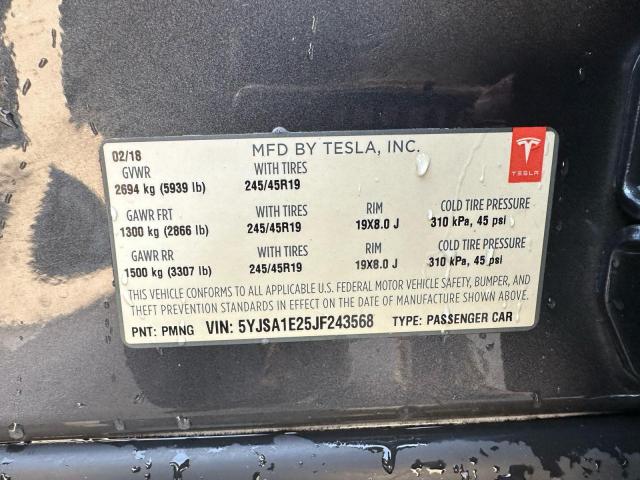 02/18 MFD BY TESLA, INC.
GVWR WITH TIRES
2694 kg (5939 lb) 245/45R19
TESLA
GAWR FRT WITH TIRES RIM COLD TIRE PRESSURE
1300 kg (2866 lb) 245/45R19 19X8.0 J 310 kPa, 45 psi
GAWR RR WITH TIRES RIM COLD TIRE PRESSURE
1500 kg (3307 lb) 245/45R19 19X8.0 J 310 kPa, 45 psi
THIS VEHICLE CONFORMS TO ALL APPLICABLE U.S. FEDERAL MOTOR VEHICLE SAFETY, BUMPER, AND
THEFT PREVENTION STANDARDS IN EFFECT ON THE DATE OF MANUFACTURE SHOWN ABOVE.
PNT: PMNG VIN: 5YJSA1E25JF243568 TYPE: PASSENGER CAR